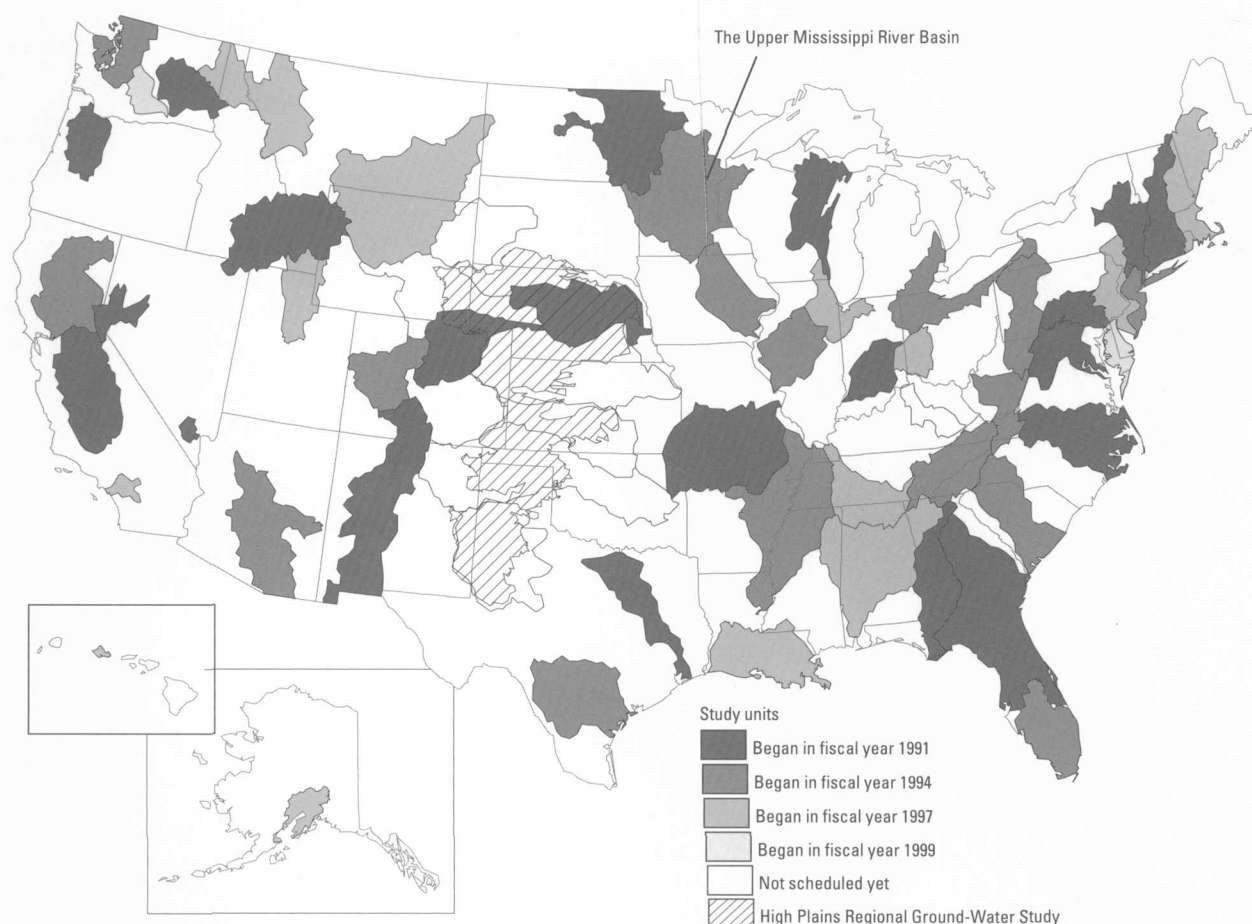 The Upper Mississippi River Basin
Study units
Began in fiscal year 1991
Began in fiscal year 1994
Began in fiscal year 1997
Began in fiscal year 1999
Not scheduled yet
High Plains Regional Ground-Water Study